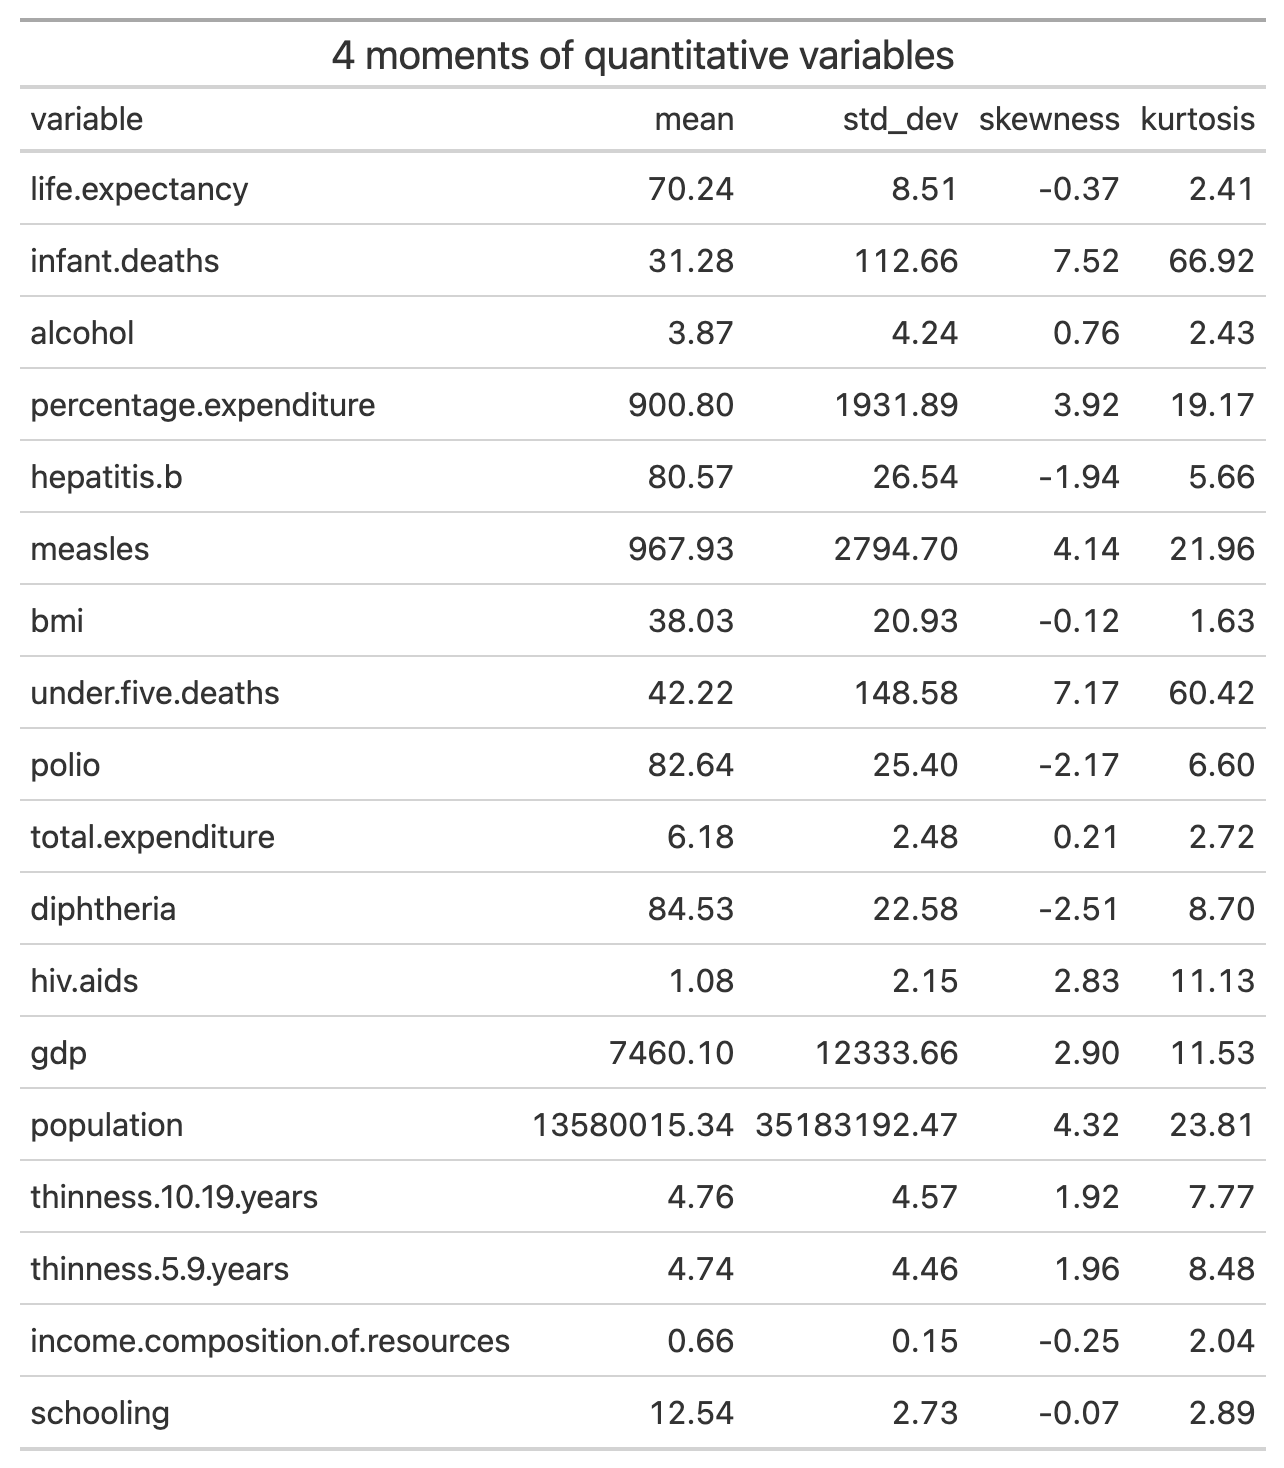 4 moments of quantitative variables
variable mean std_dev skewness kurtosis
life.expectancy 70.24 8.51 -0.37 2.41
infant.deaths 31.28 112.66 7.52 66.92
alcohol 3.87 4.24 0.76 2.43
percentage.expenditure 900.80 1931.89 3.92 19.17
hepatitis.b 80.57 26.54 -1.94 5.66
measles 967.93 2794.70 4.14 21.96
bmi 38.03 20.93 -0.12 1.63
under.five.deaths 42.22 148.58 7.17 60.42
polio 82.64 25.40 -2.17 6.60
total.expenditure 6.18 2.48 0.21 2.72
diphtheria 84.53 22.58 -2.51 8.70
hiv.aids 1.08 2.15 2.83 11.13
gdp 7460.10 12333.66 2.90 11.53
population 13580015.34 35183192.47 4.32 23.81
thinness.10.19.years 4.76 4.57 1.92 7.77
thinness.5.9.years 4.74 4.46 1.96 8.48
income.composition.of.resources 0.66 0.15 -0.25 2.04
schooling 12.54 2.73 -0.07 2.89